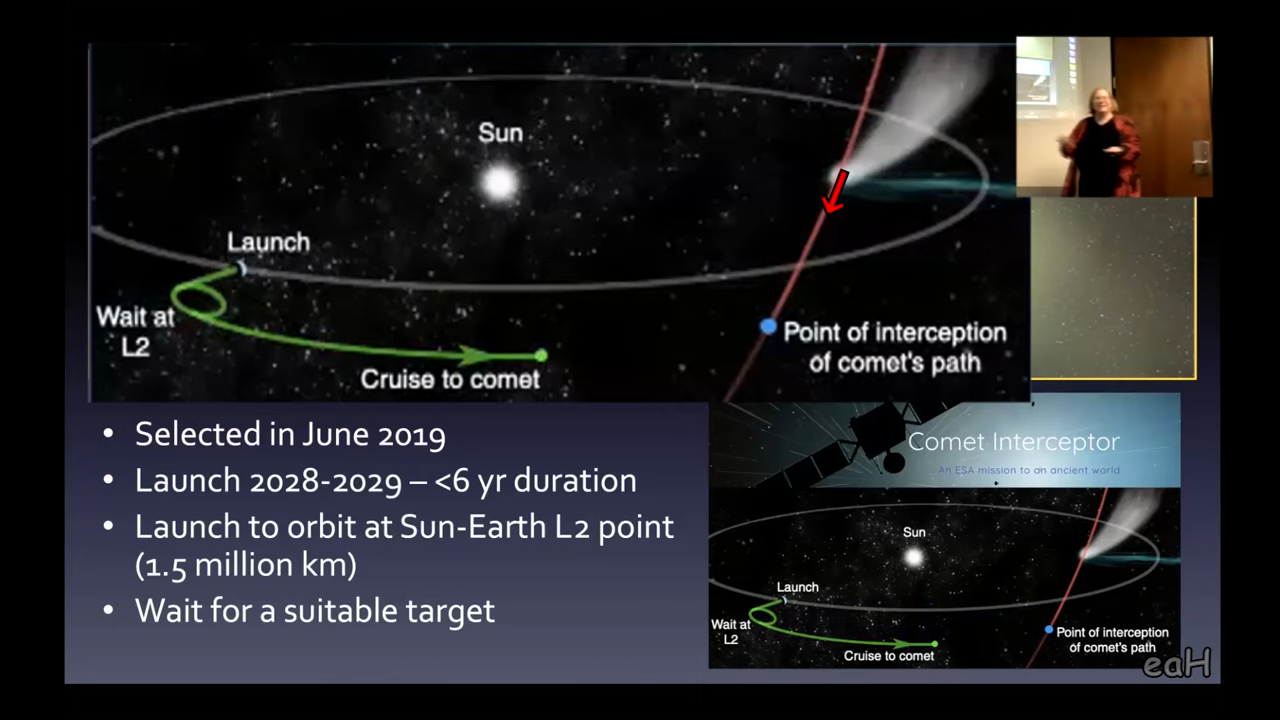 Sun
Launch
Wait at
L2
Cruise to comet
Point of interception
of comet's path
• Selected in June 2019
• Launch 2028-2029 – <6 yr duration
• Launch to orbit at Sun-Earth L2 point
(1.5 million km)
• Wait for a suitable target
Comet Interceptor
An ESA mission to an ancient world
Sun
Launch
Wait at
L2
Cruise to comet
Point of interception
of comet's path
eaH